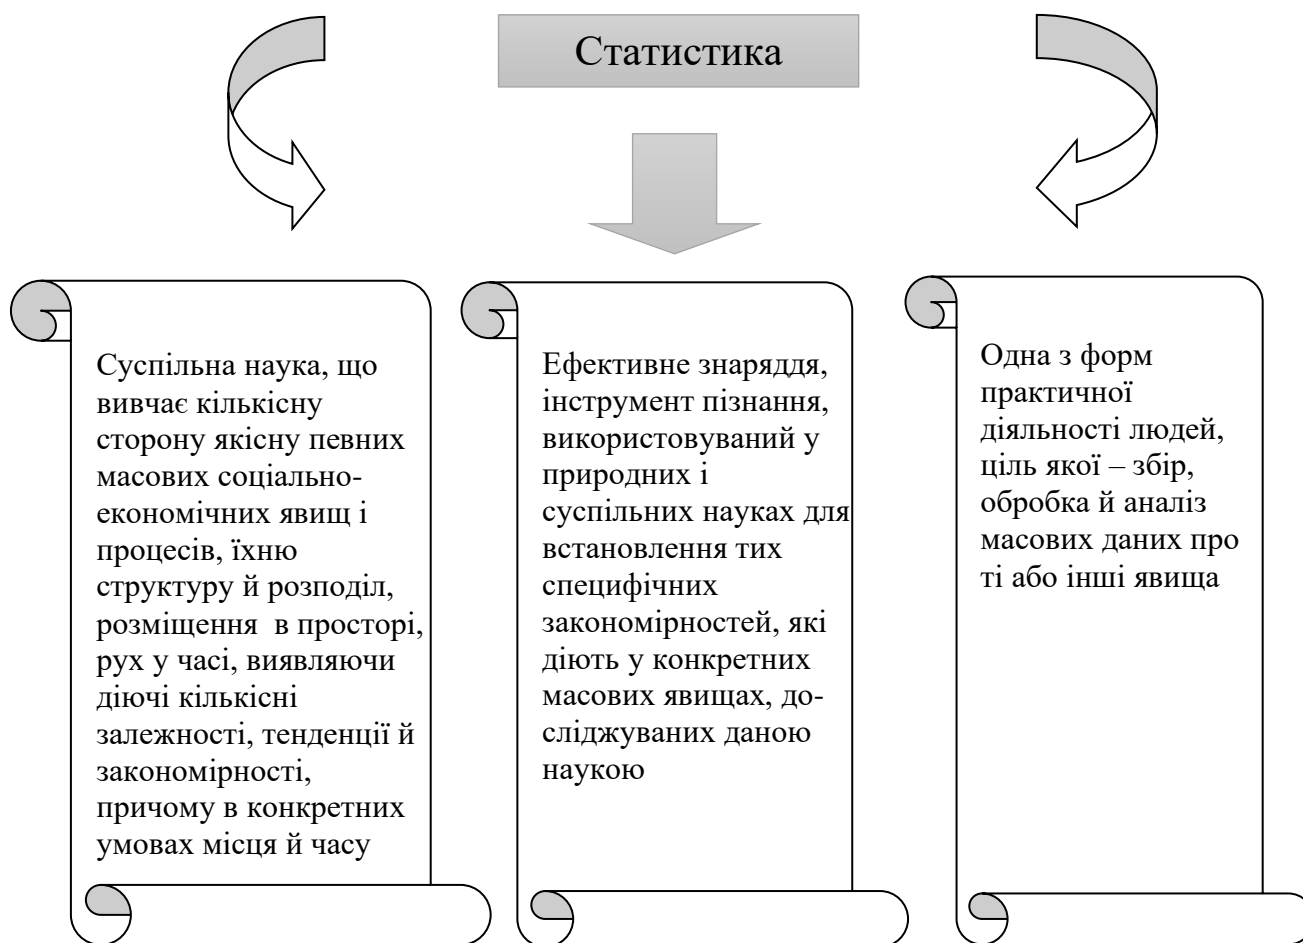 Статистика
Суспільна наука, що
вивчає кількісну
сторону якісну певних
масових соціально-
економічних явищ і
процесів, їхню
структуру й розподіл,
розміщення в просторі,
рух у часі, виявляючи
діючі кількісні
залежності, тенденції й
закономірності,
причому в конкретних
умовах місця й часу
Ефективне знаряддя,
інструмент пізнання,
використовуваний у
природних і
суспільних науках для
встановлення тих
специфічних
закономірностей, які
діють у конкретних
масових явищах, до-
сліджуваних даною
наукою
Одна з форм
практичної
діяльності людей,
ціль якої – збір,
обробка й аналіз
масових даних про
ті або інші явища